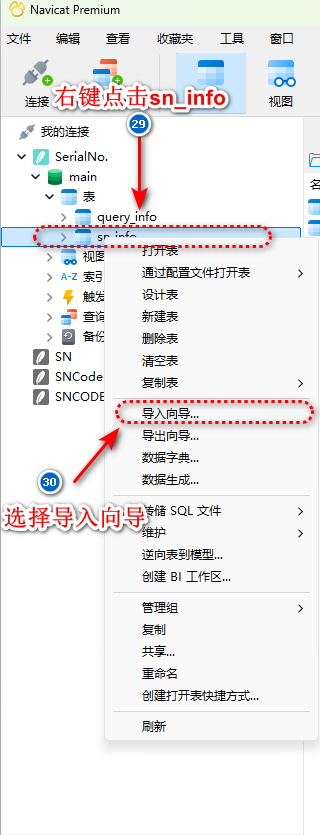 Navicat Premium
文件 编辑 查看 收藏夹 工具 窗口
右键点击sn_info
连接 视图
29
我的连接
SerialNo.
main
表
query_info
sn_info
视图
索引
触发
查询
备份
SN
SNCode
SNCODE
名
打开表
通过配置文件打开表
设计表
新建表
删除表
清空表
复制表
导入向导...
导出向导...
数据字典...
数据生成...
30
选择导入向导
转储 SQL 文件
维护
逆向表到模型...
创建 BI 工作区...
管理组
复制
共享...
重命名
创建打开表快捷方式...
刷新